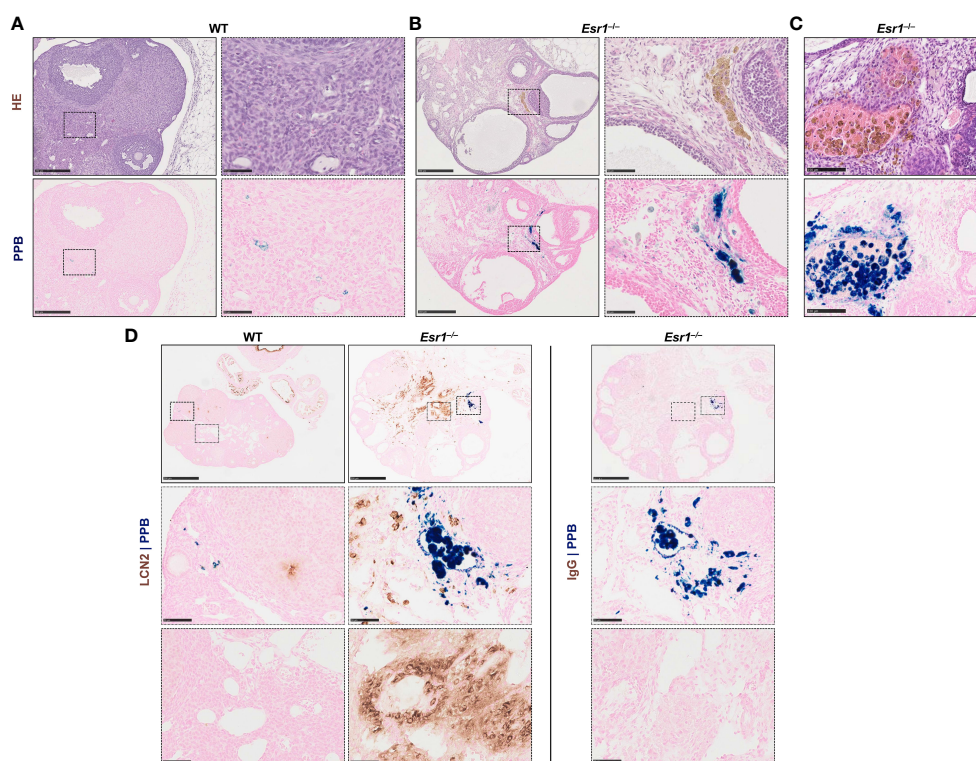 A
WT
B
Esr1–/–
C
Esr1–/–
HE
PPB
D
WT
Esr1–/–
Esr1–/–
LCN2 | PPB
IgG | PPB